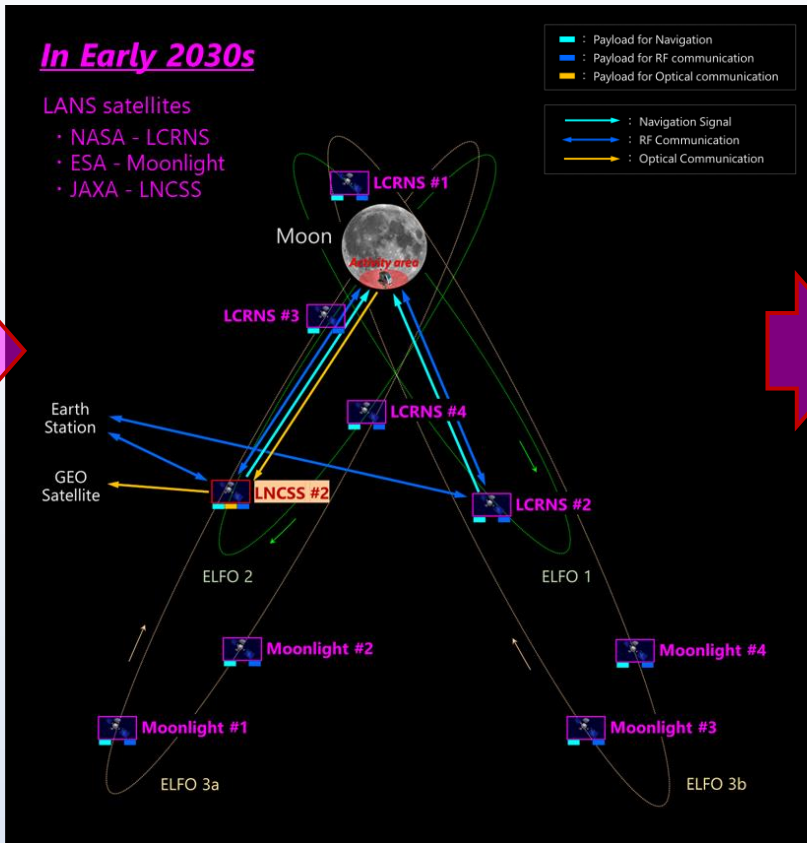 In Early 2030s
LANS satellites
・NASA - LCRNS
・ESA - Moonlight
・JAXA - LNCSS
: Payload for Navigation
: Payload for RF communication
: Payload for Optical communication
: Navigation Signal
: RF Communication
: Optical Communication
LCRNS #1
Moon
Activity area
LCRNS #3
LCRNS #4
Earth
Station
GEO
Satellite
LNCSS #2
LCRNS #2
ELFO 2
ELFO 1
Moonlight #2
Moonlight #4
Moonlight #1
Moonlight #3
ELFO 3a
ELFO 3b